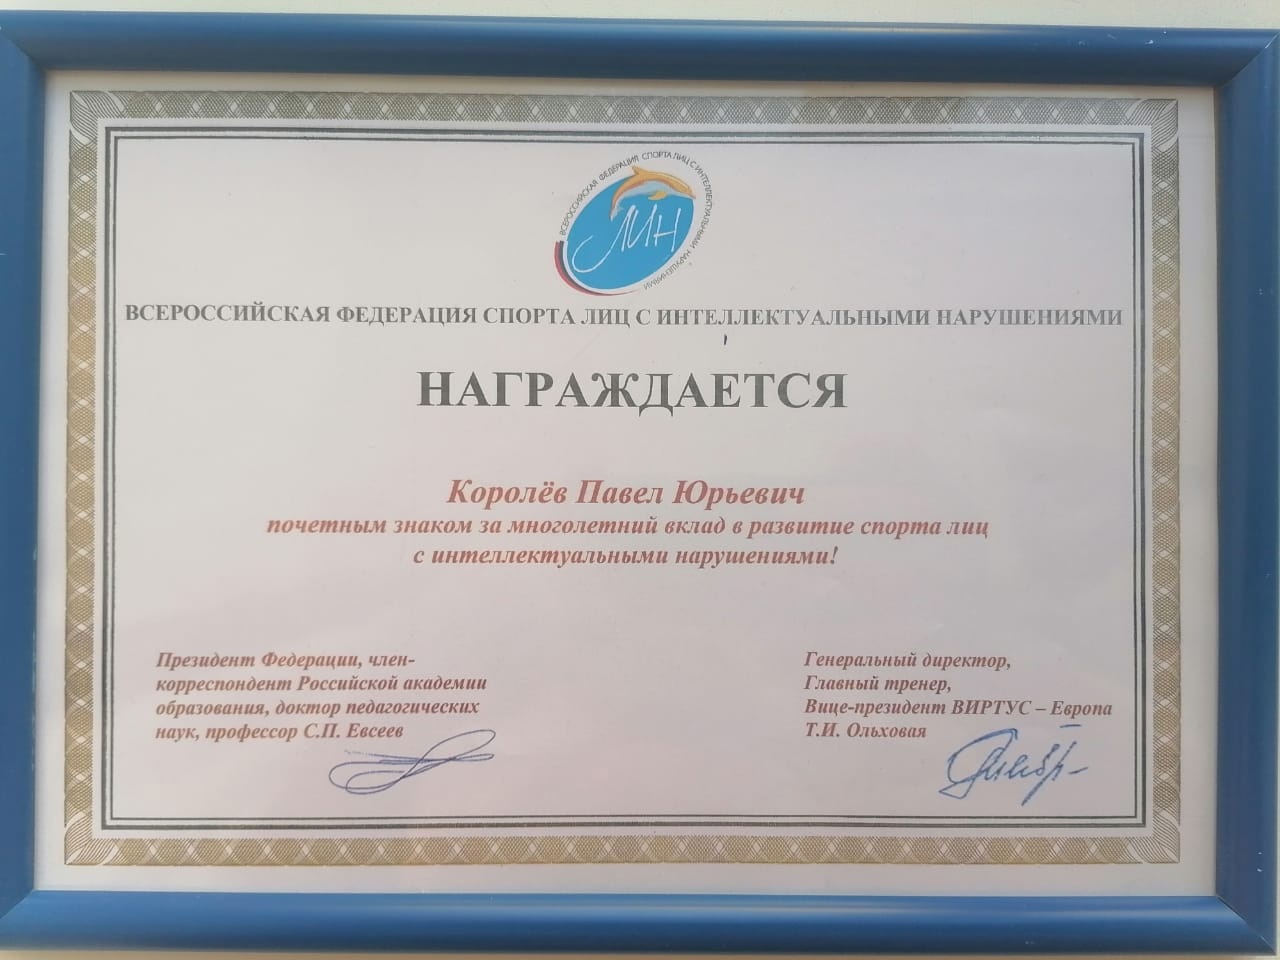 ВСЕРОССИЙСКАЯ ФЕДЕРАЦИЯ СПОРТА ЛИЦ С ИНТЕЛЛЕКТУАЛЬНЫМИ НАРУШЕНИЯМИ
ЛИН
ВСЕРОССИЙСКАЯ ФЕДЕРАЦИЯ СПОРТА ЛИЦ С ИНТЕЛЛЕКТУАЛЬНЫМИ НАРУШЕНИЯМИ
НАГРАЖДАЕТСЯ
Королёв Павел Юрьевич
почетным знаком за многолетний вклад в развитие спорта лиц
с интеллектуальными нарушениями!
Президент Федерации, член-
корреспондент Российской академии
образования, доктор педагогических
наук, профессор С.П. Евсеев
Генеральный директор,
Главный тренер,
Вице-президент ВИРТУС – Европа
Т.И. Ольховая